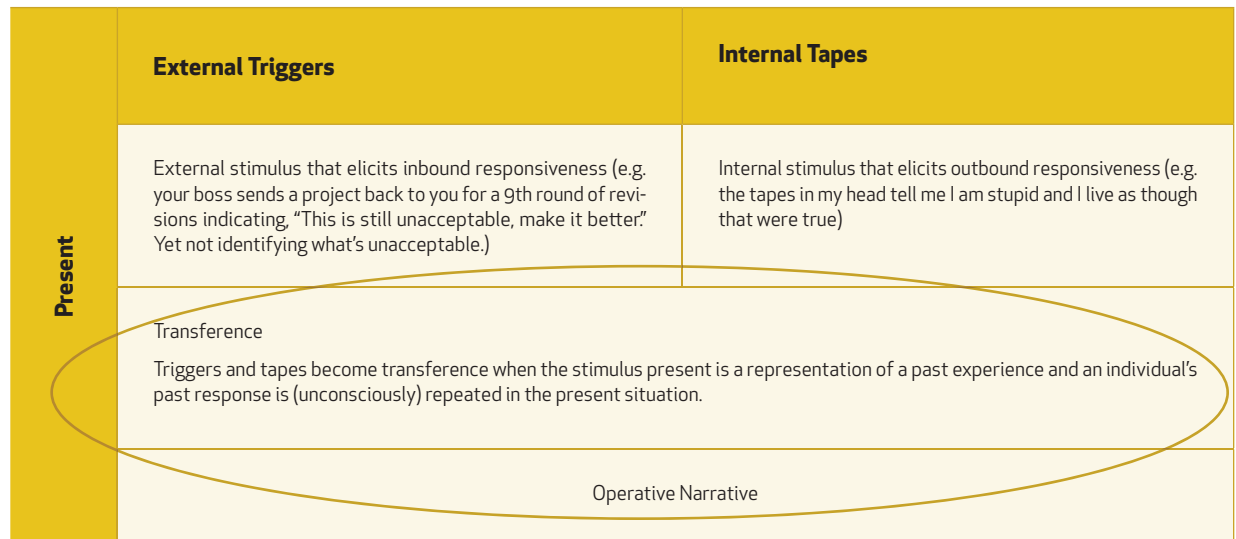 External Triggers
Internal Tapes
Present
External stimulus that elicits inbound responsiveness (e.g.
your boss sends a project back to you for a 9th round of revi-
sions indicating, “This is still unacceptable, make it better.”
Yet not identifying what’s unacceptable.)
Internal stimulus that elicits outbound responsiveness (e.g.
the tapes in my head tell me I am stupid and I live as though
that were true)
Transference
Triggers and tapes become transference when the stimulus present is a representation of a past experience and an individual’s
past response is (unconsciously) repeated in the present situation.
Operative Narrative